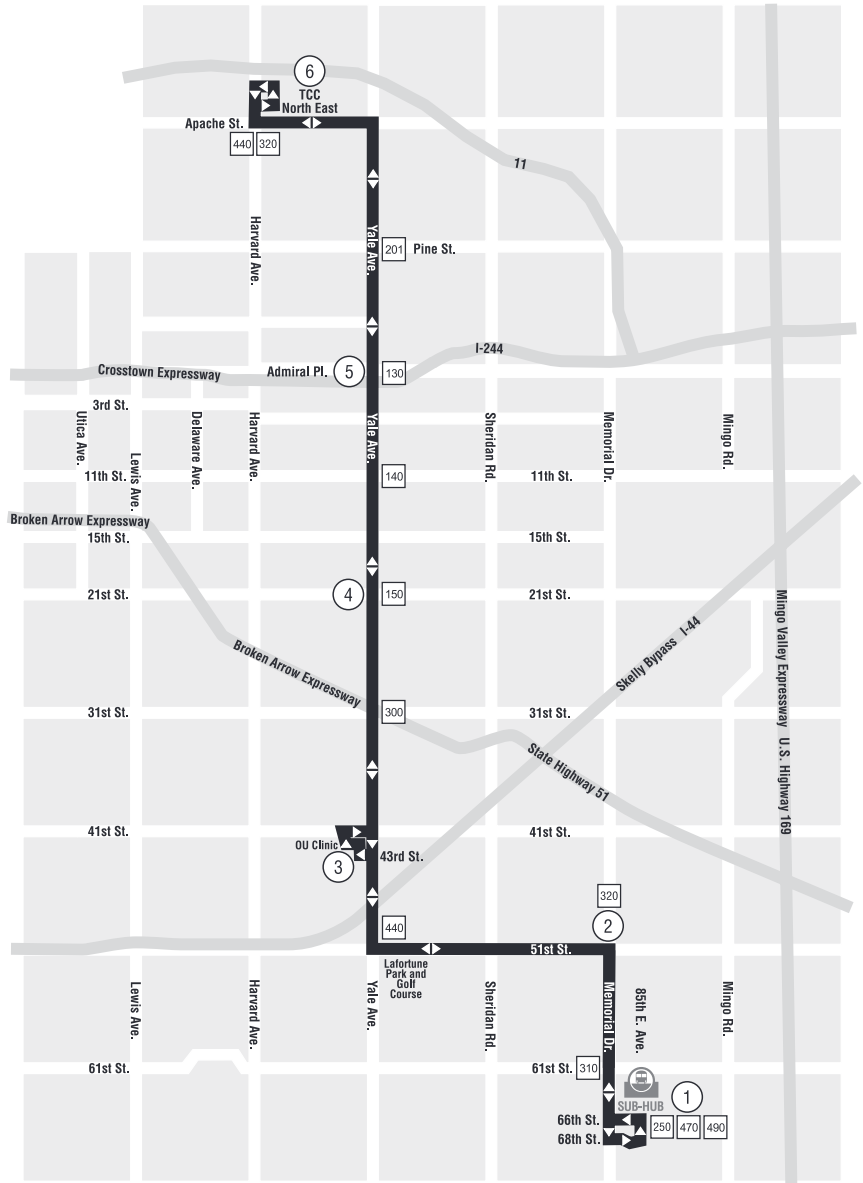 6
TCC
North East
Apache St.
440 320
11
Harvard Ave.
Yale Ave.
201 Pine St.
I-244
Crosstown Expressway
Admiral Pl.
5
130
3rd St.
Utica Ave.
Lewis Ave.
Delaware Ave.
Harvard Ave.
Yale Ave.
Sheridan Rd.
Memorial Dr.
Mingo Rd.
11th St.
140
11th St.
Broken Arrow Expressway
15th St.
15th St.
21st St.
4
150
21st St.
Mingo Valley Expressway U.S. Highway 169
Skelly Bypass I-44
Broken Arrow Expressway
31st St.
300
31st St.
State Highway 51
41st St.
41st St.
OU Clinic
3
43rd St.
320
2
440
51st St.
Lafortune
Park and
Golf
Course
Lewis Ave.
Harvard Ave.
Yale Ave.
Sheridan Rd.
Memorial Dr.
85th E. Ave.
Mingo Rd.
61st St.
61st St. 310
SUB-HUB
1
66th St.
250 470 490
68th St.